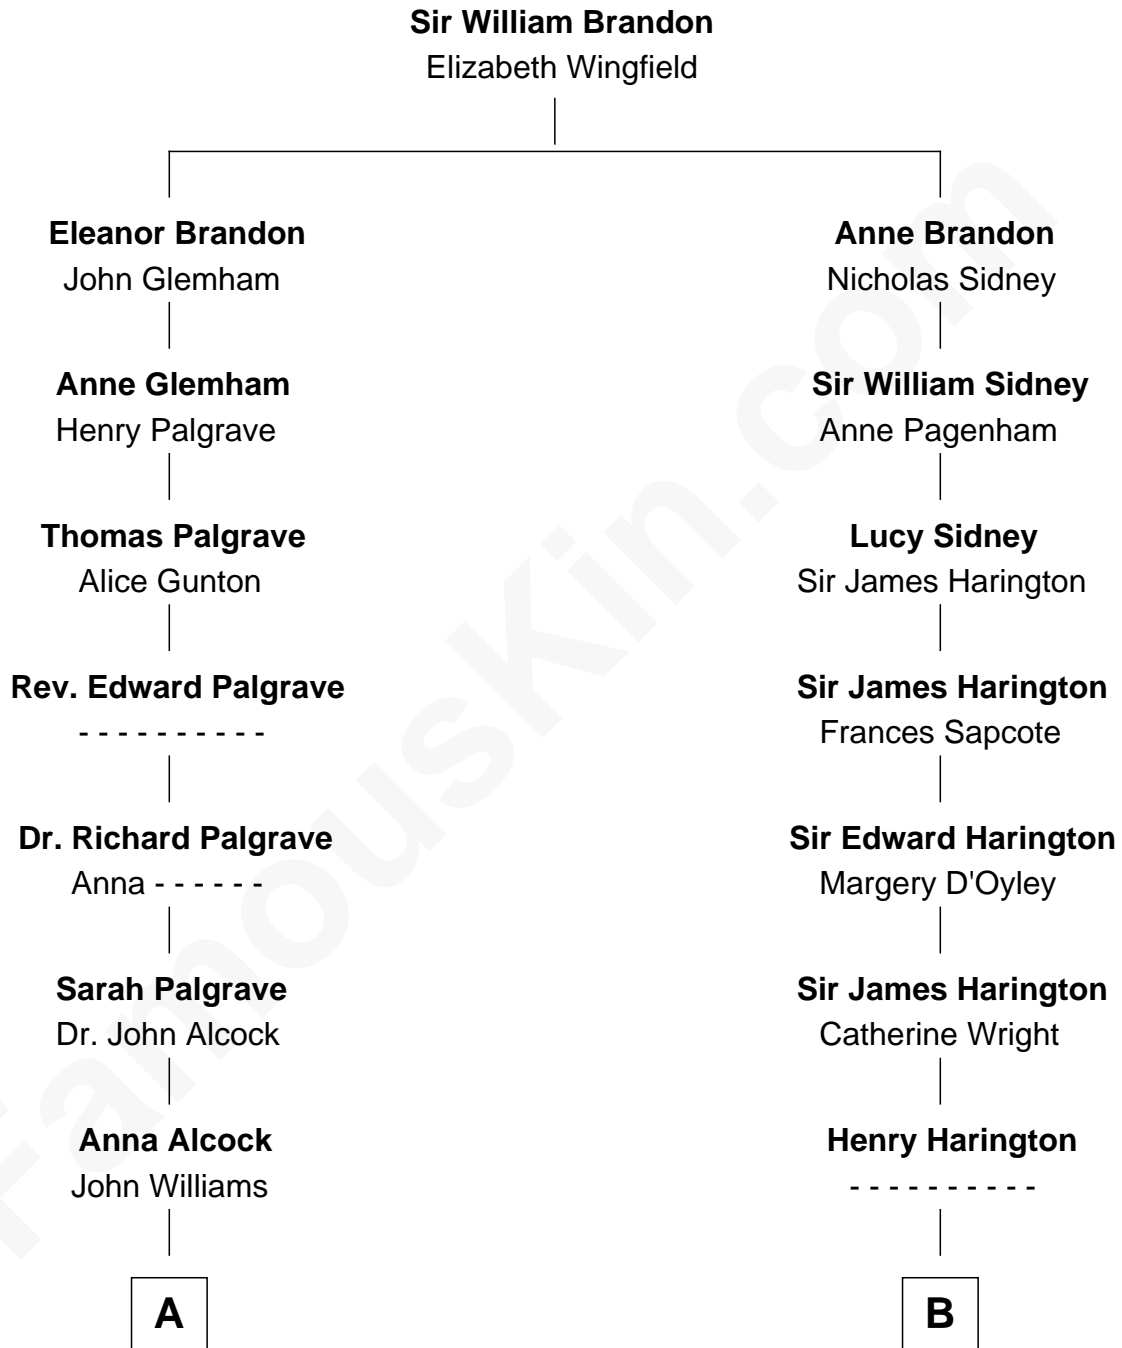 Sir William Brandon
Elizabeth Wingfield
Eleanor Brandon
John Glemham
Anne Brandon
Nicholas Sidney
Anne Glemham
Henry Palgrave
Sir William Sidney
Anne Pagenham
Thomas Palgrave
Alice Gunton
Lucy Sidney
Sir James Harington
Rev. Edward Palgrave
- - - - - - - - - -
Sir James Harington
Frances Sapcote
Dr. Richard Palgrave
Anna - - - - - -
Sir Edward Harington
Margery D'Oyley
Sarah Palgrave
Dr. John Alcock
Sir James Harington
Catherine Wright
Anna Alcock
John Williams
Henry Harington
- - - - - - - - - -
A
B
FamousKin.com